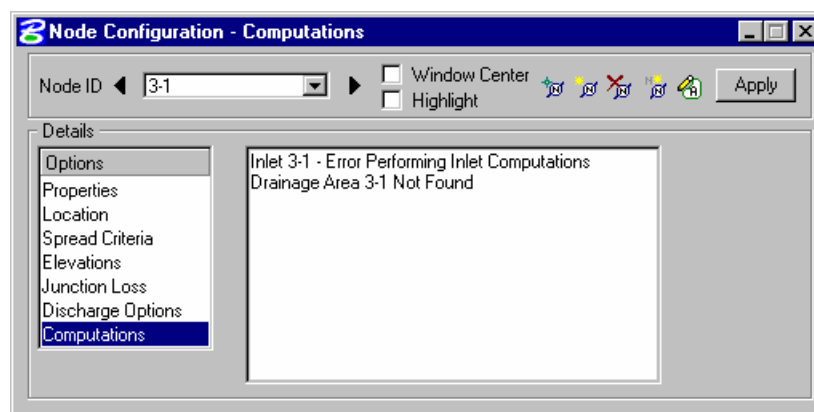 Node Configuration - Computations
Node ID 3-1 Window Center Apply
Highlight
Details
Options
Properties
Location
Spread Criteria
Elevations
Junction Loss
Discharge Options
Computations
Inlet 3-1 - Error Performing Inlet Computations
Drainage Area 3-1 Not Found